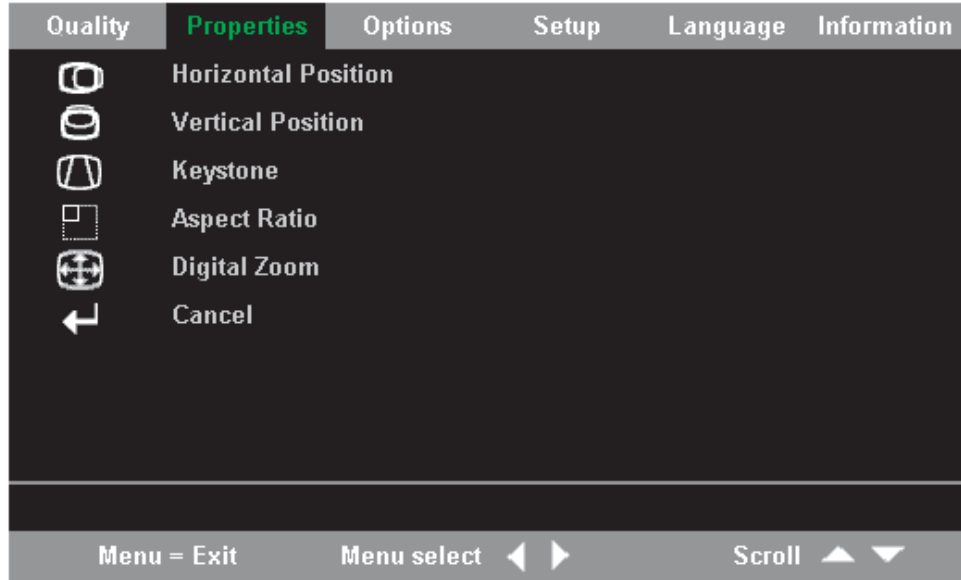 Quality Properties Options Setup Language Information
Horizontal Position
Vertical Position
Keystone
Aspect Ratio
Digital Zoom
Cancel
Menu = Exit Menu select Scroll